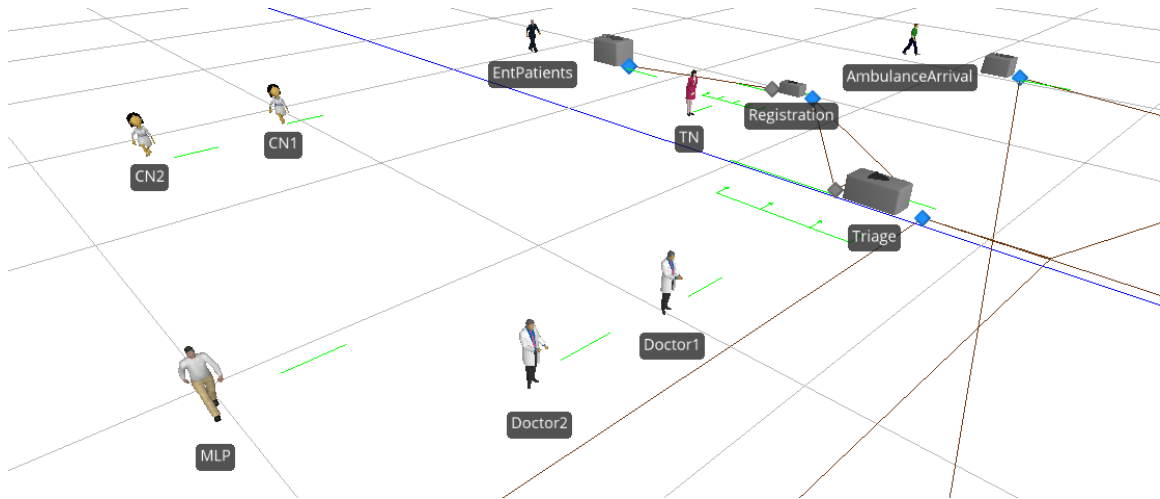 EntPatients
AmbulanceArrival
Registration
TN
CN1
CN2
Triage
Doctor1
Doctor2
MLP